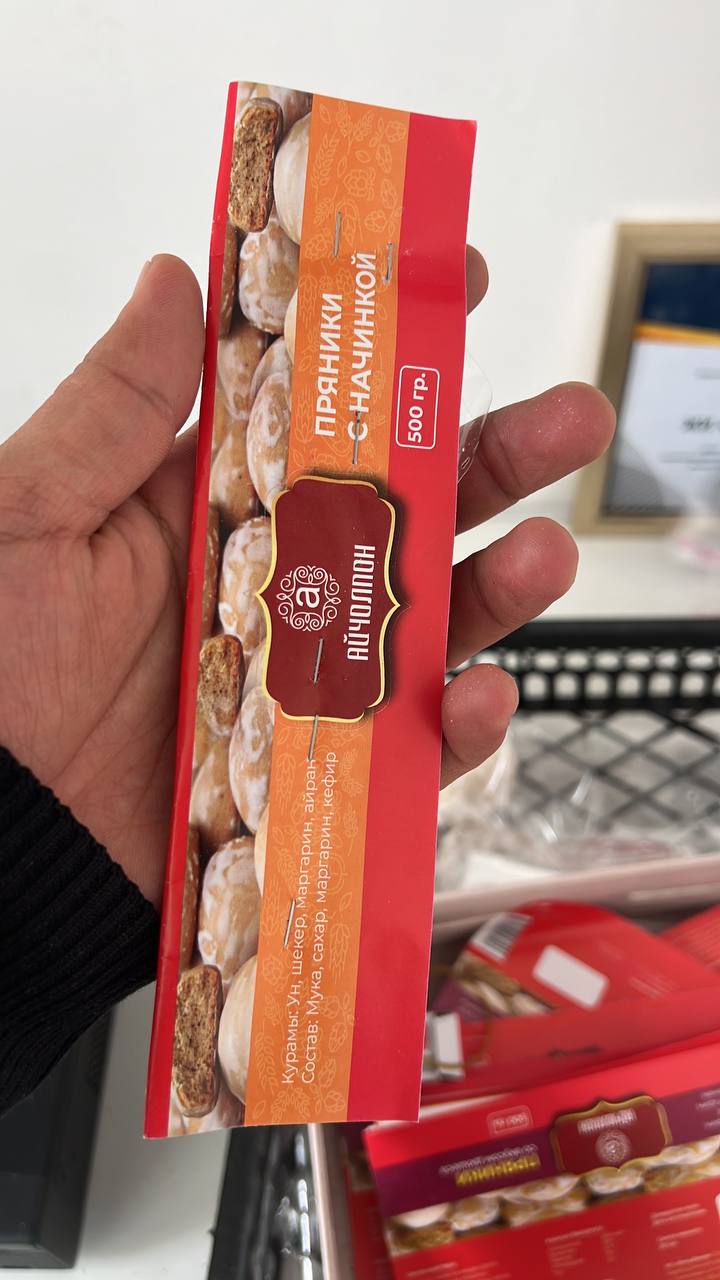 ПРЯНИКИ
С НАЧИНКОЙ
500 гр.
а
АЙЧОЛПОН
Курамы: Ун, шекер, маргарин, айран
Состав: Мука, сахар, маргарин, кефир